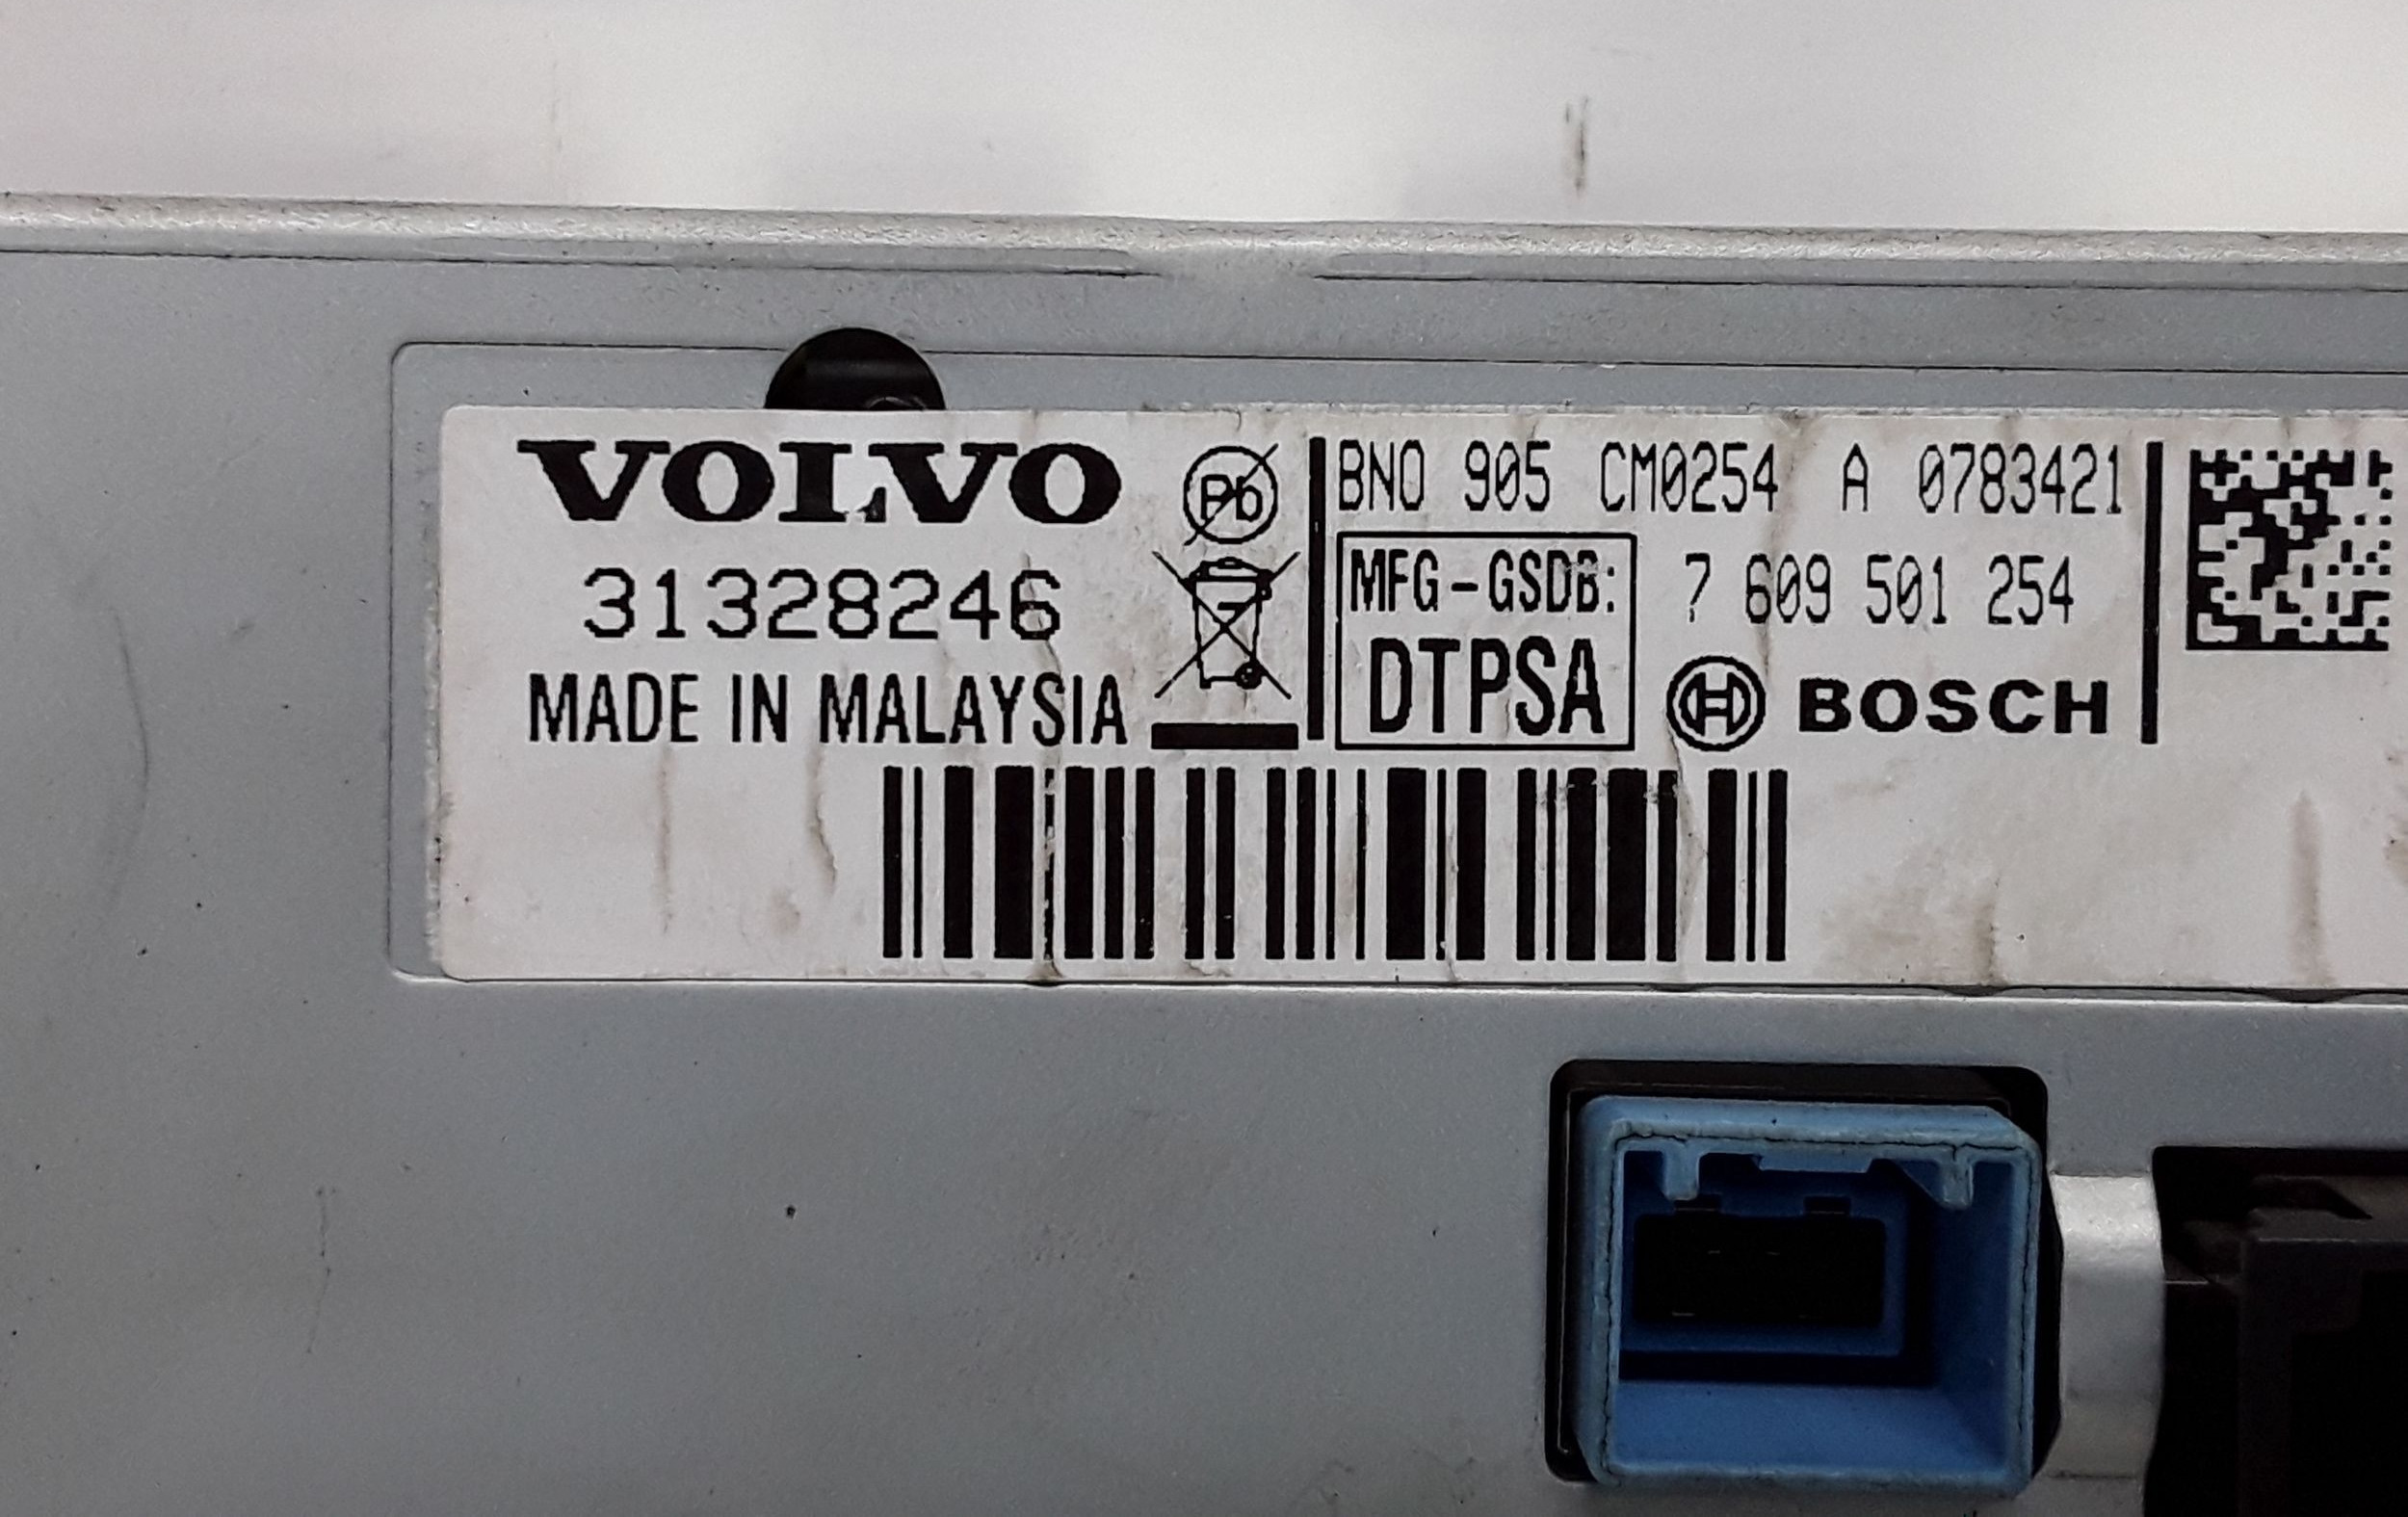 VOLVO
Pb
31328246
MADE IN MALAYSIA
BNO 905 CM0254 A 0783421
MFG-GSDB:
DTPSA
7 609 501 254
BOSCH